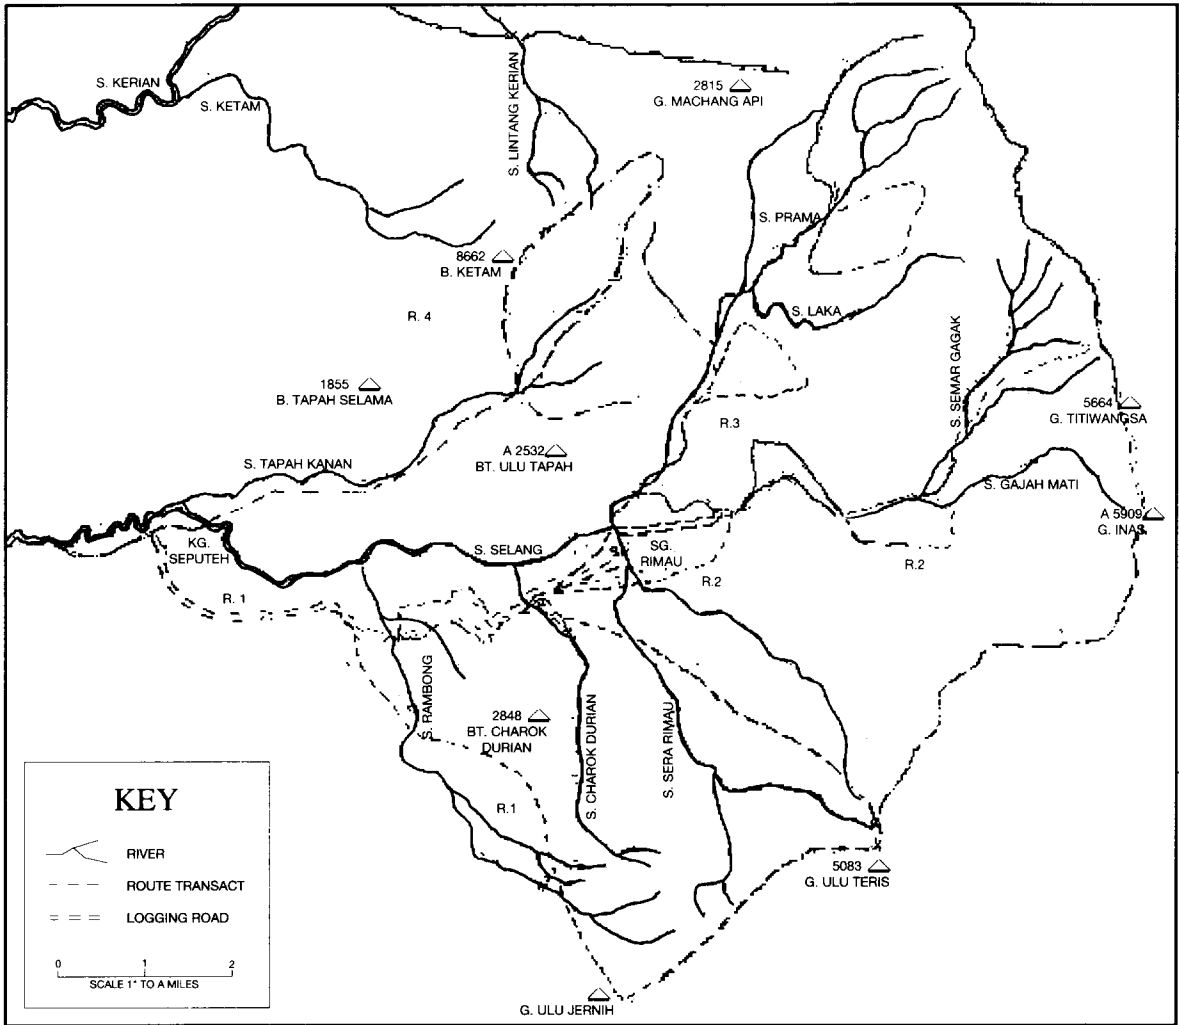 S. KERIAN
S. KETAM
S. LINTANG KERIAN
2815
G. MACHANG API
S. PRAMA
8662
B. KETAM
R. 4
S. LAKA
S. SEMAR GAGAK
1855
B. TAPAH SELAMA
5664
G. TITIWANGSA
R.3
A 2532
BT. ULU TAPAH
S. TAPAH KANAN
S. GAJAH MATI
A 5909
G. INAS
KG.
SEPUTEH
S. SELANG
SG.
RIMAU
R.2
R.2
R. 1
S. RAMBONG
2848
BT. CHAROK
DURIAN
S. CHAROK DURIAN
S. SERA RIMAU
R.1
5083
G. ULU TERIS
G. ULU JERNIH
KEY
RIVER
ROUTE TRANSACT
LOGGING ROAD
0 1 2
SCALE 1" TO A MILES